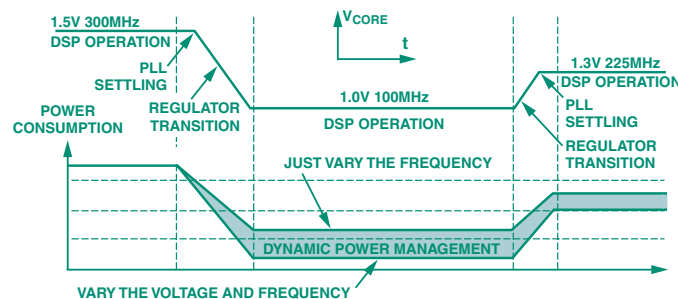 1.5V 300MHz
DSP OPERATION
PLL
SETTLING
REGULATOR
TRANSITION
VCORE
t
1.0V 100MHz
DSP OPERATION
1.3V 225MHz
DSP OPERATION
PLL
SETTLING
REGULATOR
TRANSITION
POWER
CONSUMPTION
JUST VARY THE FREQUENCY
DYNAMIC POWER MANAGEMENT
VARY THE VOLTAGE AND FREQUENCY